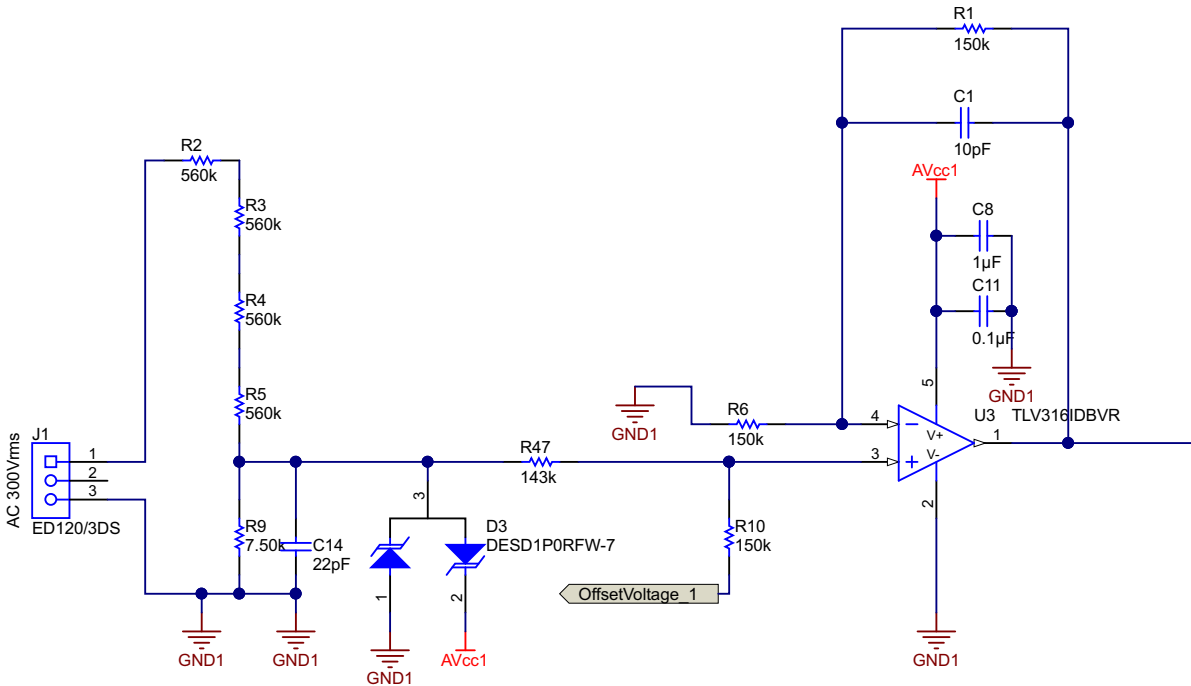 R1
150k
C1
10pF
AVcc1
R2
560k
R3
560k
C8
1µF
R4
560k
C11
0.1µF
GND1
R5
560k
5
R6
150k
GND1
4
U3 TLV316IDBVR
V+
V-
1
3
2
GND1
J1
AC 300Vrms
1
2
3
ED120/3DS
R47
143k
3
R9
7.50k
C14
22pF
D3
DESD1P0RFW-7
R10
150k
1
2
OffsetVoltage_1
GND1
GND1
GND1
AVcc1